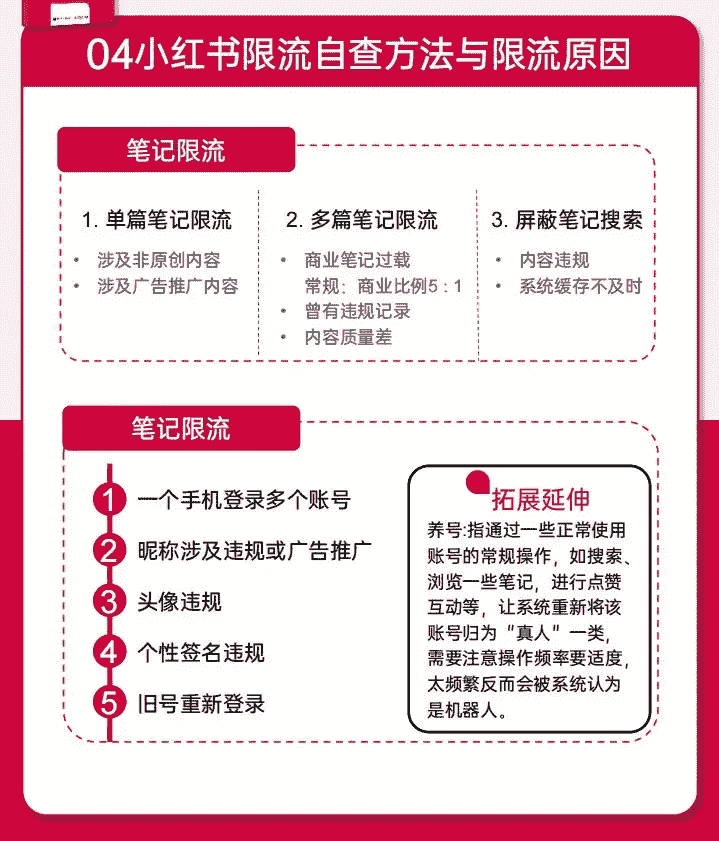 04小红书限流自查方法与限流原因
笔记限流
1. 单篇笔记限流
• 涉及非原创内容
• 涉及广告推广内容
2. 多篇笔记限流
• 商业笔记过载
常规：商业比例5：1
• 曾有违规记录
• 内容质量差
3. 屏蔽笔记搜索
• 内容违规
• 系统缓存不及时
笔记限流
1 一个手机登录多个账号
2 昵称涉及违规或广告推广
3 头像违规
4 个性签名违规
5 旧号重新登录
拓展延伸
养号:指通过一些正常使用
账号的常规操作，如搜索、
浏览一些笔记，进行点赞
互动等，让系统重新将该
账号归为“真人”一类，
需要注意操作频率要适度，
太频繁反而会被系统认为
是机器人。